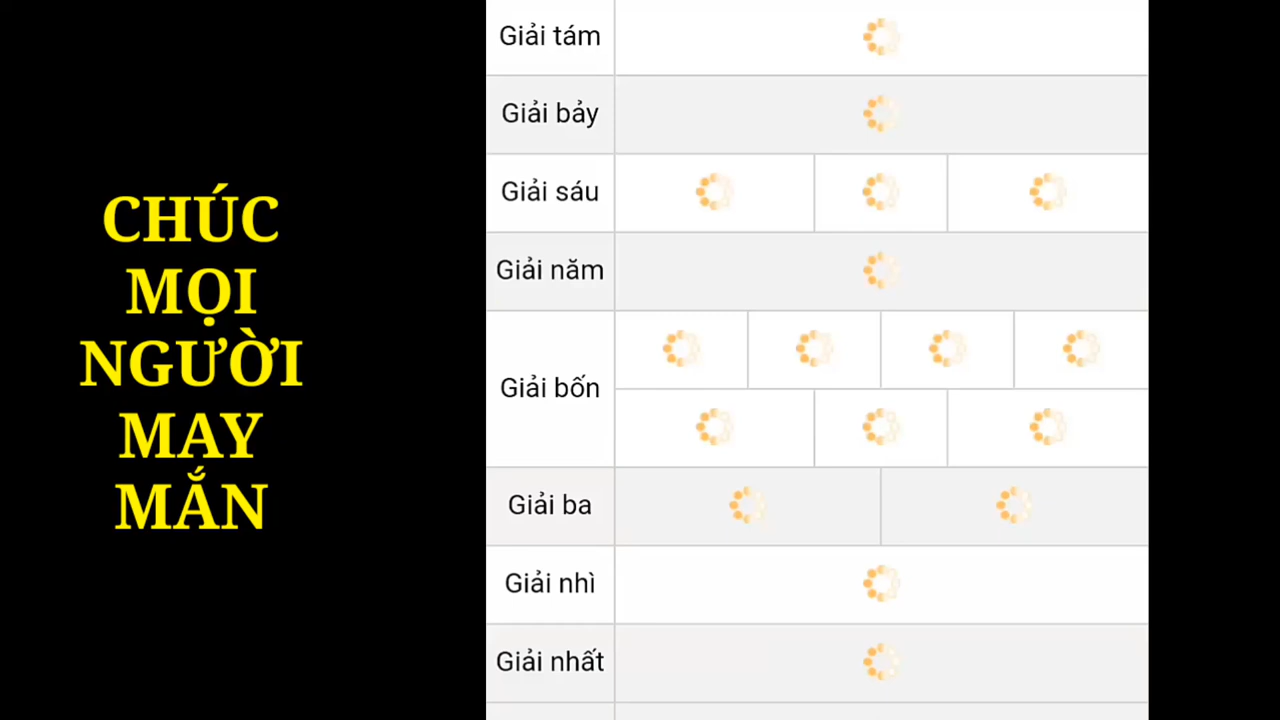 CHÚC
MỌI
NGƯỜI
MAY
MẮN
Giải tám
Giải bảy
Giải sáu
Giải năm
Giải bốn
Giải ba
Giải nhì
Giải nhất